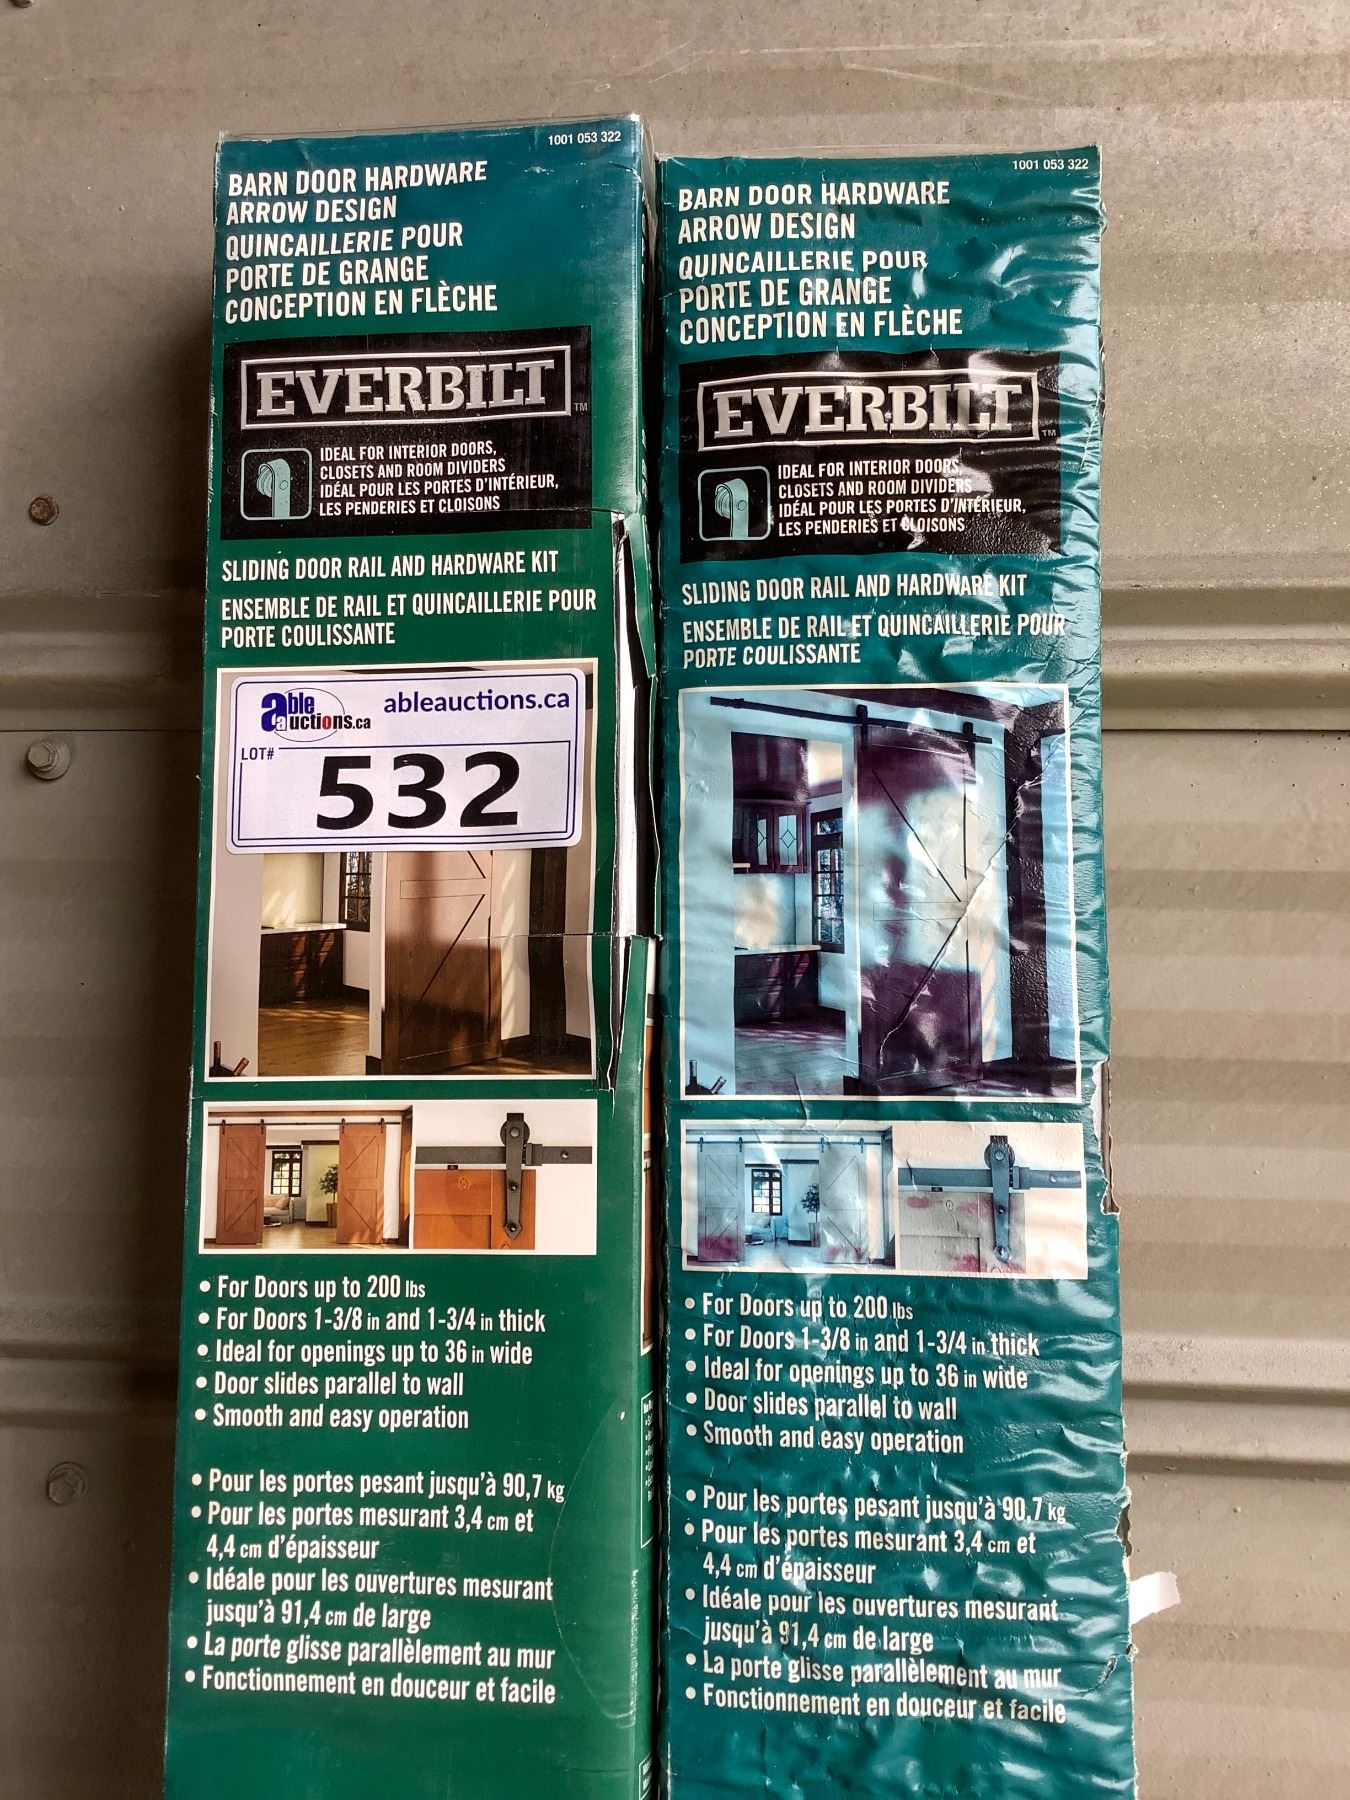 1001 053 322
BARN DOOR HARDWARE
ARROW DESIGN
QUINCAILLERIE POUR
PORTE DE GRANGE
CONCEPTION EN FLÈCHE
EVERBILT™
IDEAL FOR INTERIOR DOORS,
CLOSETS AND ROOM DIVIDERS
IDÉAL POUR LES PORTES D'INTÉRIEUR,
LES PENDERIES ET CLOISONS
SLIDING DOOR RAIL AND HARDWARE KIT
ENSEMBLE DE RAIL ET QUINCAILLERIE POUR
PORTE COULISSANTE
able auctions.ca
ableauctions.ca
LOT#
532
• For Doors up to 200 lbs
• For Doors 1-3/8 in and 1-3/4 in thick
• Ideal for openings up to 36 in wide
• Door slides parallel to wall
• Smooth and easy operation
• Pour les portes pesant jusqu'à 90,7 kg
• Pour les portes mesurant 3,4 cm et
4,4 cm d'épaisseur
• Idéale pour les ouvertures mesurant
jusqu'à 91,4 cm de large
• La porte glisse parallèlement au mur
• Fonctionnement en douceur et facile
1001 053 322
BARN DOOR HARDWARE
ARROW DESIGN
QUINCAILLERIE POUR
PORTE DE GRANGE
CONCEPTION EN FLÈCHE
EVERBILT™
IDEAL FOR INTERIOR DOORS,
CLOSETS AND ROOM DIVIDERS
IDÉAL POUR LES PORTES D'INTÉRIEUR,
LES PENDERIES ET CLOISONS
SLIDING DOOR RAIL AND HARDWARE KIT
ENSEMBLE DE RAIL ET QUINCAILLERIE POUR
PORTE COULISSANTE
• For Doors up to 200 lbs
• For Doors 1-3/8 in and 1-3/4 in thick
• Ideal for openings up to 36 in wide
• Door slides parallel to wall
• Smooth and easy operation
• Pour les portes pesant jusqu'à 90,7 kg
• Pour les portes mesurant 3,4 cm et
4,4 cm d'épaisseur
• Idéale pour les ouvertures mesurant
jusqu'à 91,4 cm de large
• La porte glisse parallèlement au mur
• Fonctionnement en douceur et facile